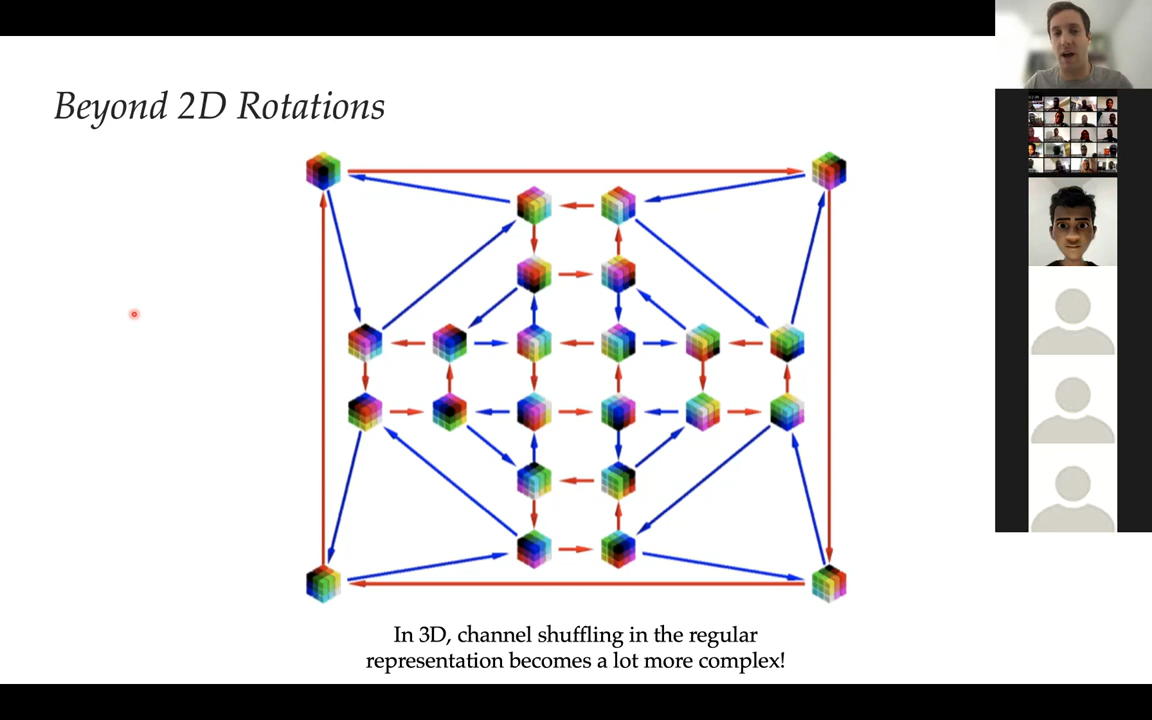 Beyond 2D Rotations
In 3D, channel shuffling in the regular
representation becomes a lot more complex!